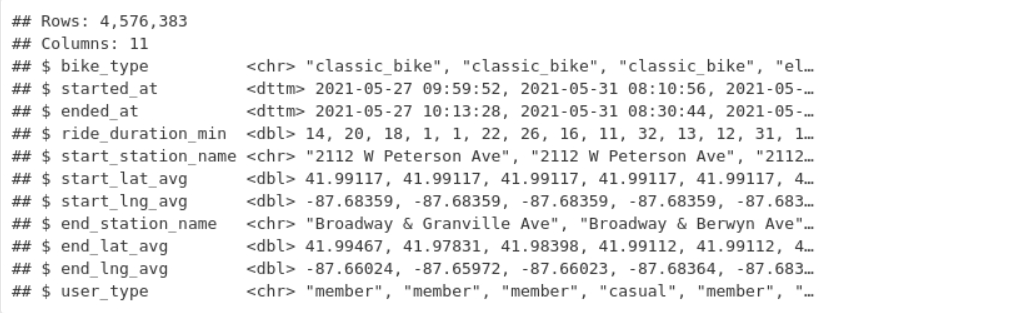 ## Rows: 4,576,383
## Columns: 11
## $ bike_type          <chr> "classic_bike", "classic_bike", "classic_bike", "el…
## $ started_at         <dttm> 2021-05-27 09:59:52, 2021-05-31 08:10:56, 2021-05-…
## $ ended_at           <dttm> 2021-05-27 10:13:28, 2021-05-31 08:30:44, 2021-05-…
## $ ride_duration_min  <dbl> 14, 20, 18, 1, 1, 22, 26, 16, 11, 32, 13, 12, 31, 1…
## $ start_station_name <chr> "2112 W Peterson Ave", "2112 W Peterson Ave", "2112…
## $ start_lat_avg      <dbl> 41.99117, 41.99117, 41.99117, 41.99117, 41.99117, 4…
## $ start_lng_avg      <dbl> -87.68359, -87.68359, -87.68359, -87.68359, -87.683…
## $ end_station_name   <chr> "Broadway & Granville Ave", "Broadway & Berwyn Ave"…
## $ end_lat_avg        <dbl> 41.99467, 41.97831, 41.98398, 41.99112, 41.99112, 4…
## $ end_lng_avg        <dbl> -87.66024, -87.65972, -87.66023, -87.68364, -87.683…
## $ user_type          <chr> "member", "member", "member", "casual", "member", "…